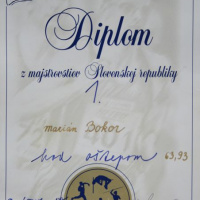 Diplom
z majstrovstiev Slovenskej republiky
1.
marián Bokor
hod oštepom 63,93